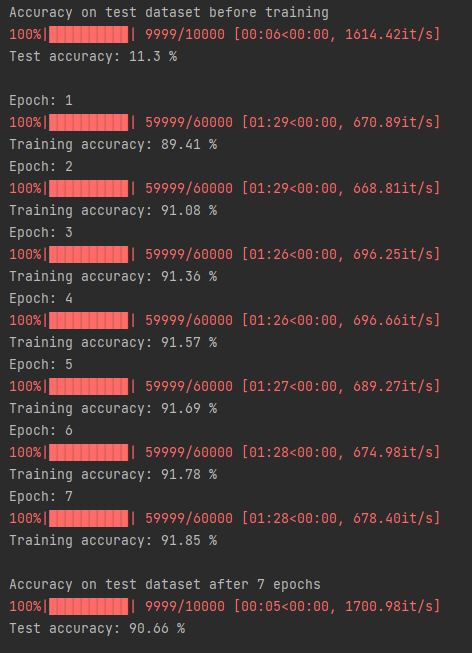 Accuracy on test dataset before training
100%|██████████| 9999/10000 [00:06<00:00, 1614.42it/s]
Test accuracy: 11.3 %
Epoch: 1
100%|██████████| 59999/60000 [01:29<00:00, 670.89it/s]
Training accuracy: 89.41 %
Epoch: 2
100%|██████████| 59999/60000 [01:29<00:00, 668.81it/s]
Training accuracy: 91.08 %
Epoch: 3
100%|██████████| 59999/60000 [01:26<00:00, 696.25it/s]
Training accuracy: 91.36 %
Epoch: 4
100%|██████████| 59999/60000 [01:26<00:00, 696.66it/s]
Training accuracy: 91.57 %
Epoch: 5
100%|██████████| 59999/60000 [01:27<00:00, 689.27it/s]
Training accuracy: 91.69 %
Epoch: 6
100%|██████████| 59999/60000 [01:28<00:00, 674.98it/s]
Training accuracy: 91.78 %
Epoch: 7
100%|██████████| 59999/60000 [01:28<00:00, 678.40it/s]
Training accuracy: 91.85 %
Accuracy on test dataset after 7 epochs
100%|██████████| 9999/10000 [00:05<00:00, 1700.98it/s]
Test accuracy: 90.66 %